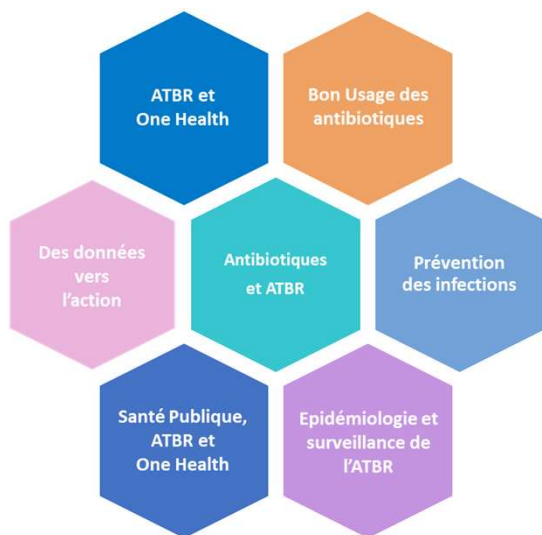 ATBR et
One Health
Bon Usage des
antibiotiques
Des données
vers
l'action
Antibiotiques
et ATBR
Prévention
des infections
Santé Publique,
ATBR et
One Health
Epidémiologie et
surveillance de
l'ATBR